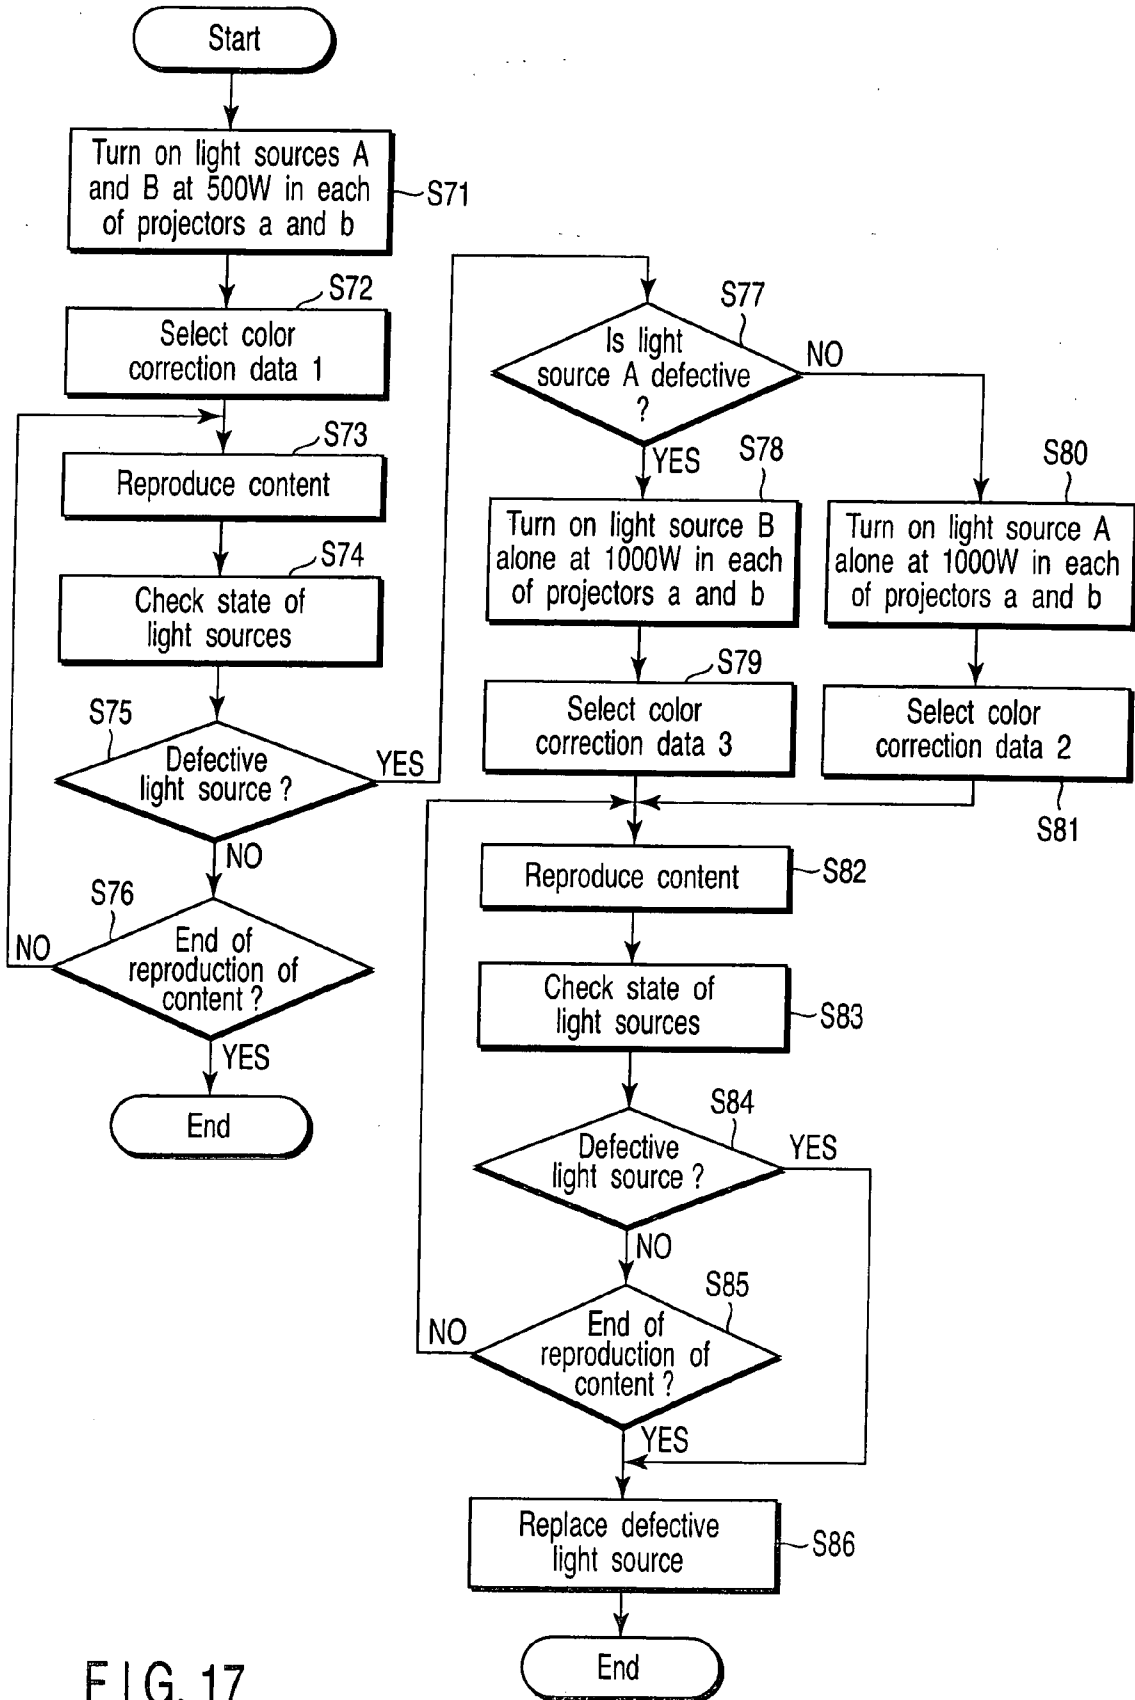 Start
Turn on light sources A
and B at 500W in each
of projectors a and b
S71
S72
Select color
correction data 1
S73
Reproduce content
S74
Check state of
light sources
S75
Defective
light source ?
YES
NO
S76
End of
reproduction of
content ?
NO
YES
End
S77
Is light
source A defective
?
NO
YES
S78
Turn on light source B
alone at 1000W in each
of projectors a and b
S80
Turn on light source A
alone at 1000W in each
of projectors a and b
S79
Select color
correction data 3
Select color
correction data 2
S81
Reproduce content
S82
Check state of
light sources
S83
S84
Defective
light source ?
YES
NO
S85
End of
reproduction of
content ?
NO
YES
Replace defective
light source
S86
End
FIG. 17